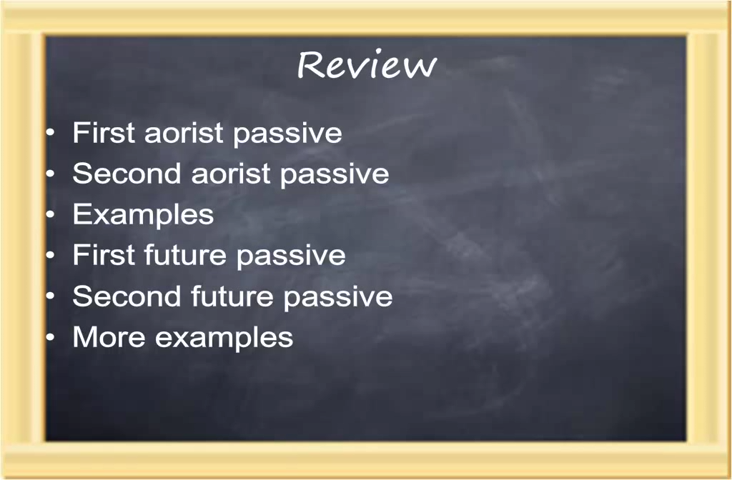 Review
• First aorist passive
• Second aorist passive
• Examples
• First future passive
• Second future passive
• More examples